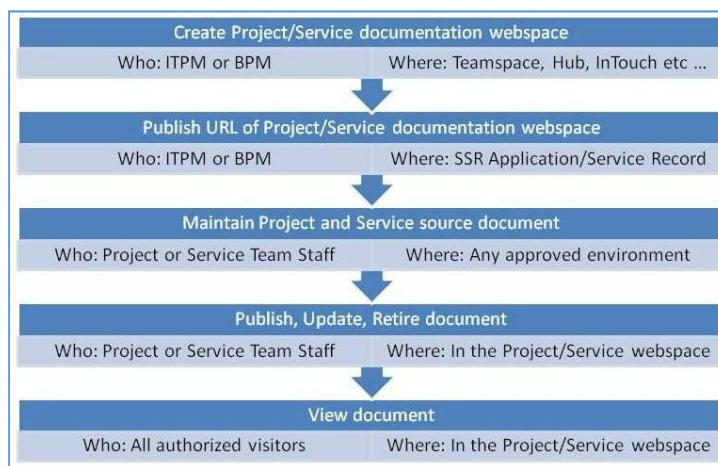 Create Project/Service documentation webspace
Who: ITPM or BPM Where: Teamspace, Hub, InTouch etc ...
Publish URL of Project/Service documentation webspace
Who: ITPM or BPM Where: SSR Application/Service Record
Maintain Project and Service source document
Who: Project or Service Team Staff Where: Any approved environment
Publish, Update, Retire document
Who: Project or Service Team Staff Where: In the Project/Service webspace
View document
Who: All authorized visitors Where: In the Project/Service webspace